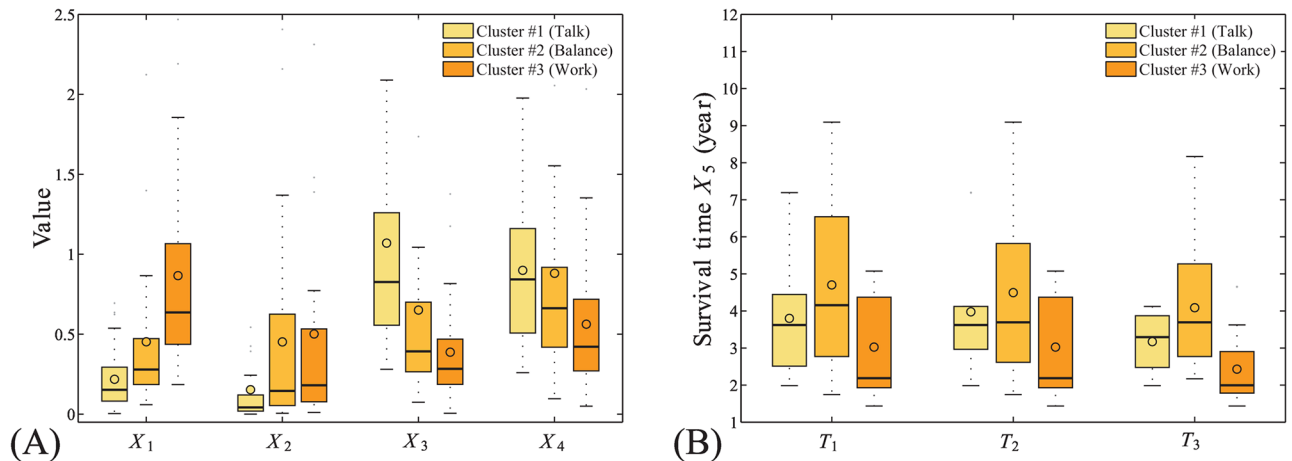 2.5
2
1.5
1
0.5
0
Value
Cluster #1 (Talk)
Cluster #2 (Balance)
Cluster #3 (Work)
X1
X2
X3
X4
(A)
12
11
10
9
8
7
6
5
4
3
2
1
Survival time X5 (year)
Cluster #1 (Talk)
Cluster #2 (Balance)
Cluster #3 (Work)
T1
T2
T3
(B)